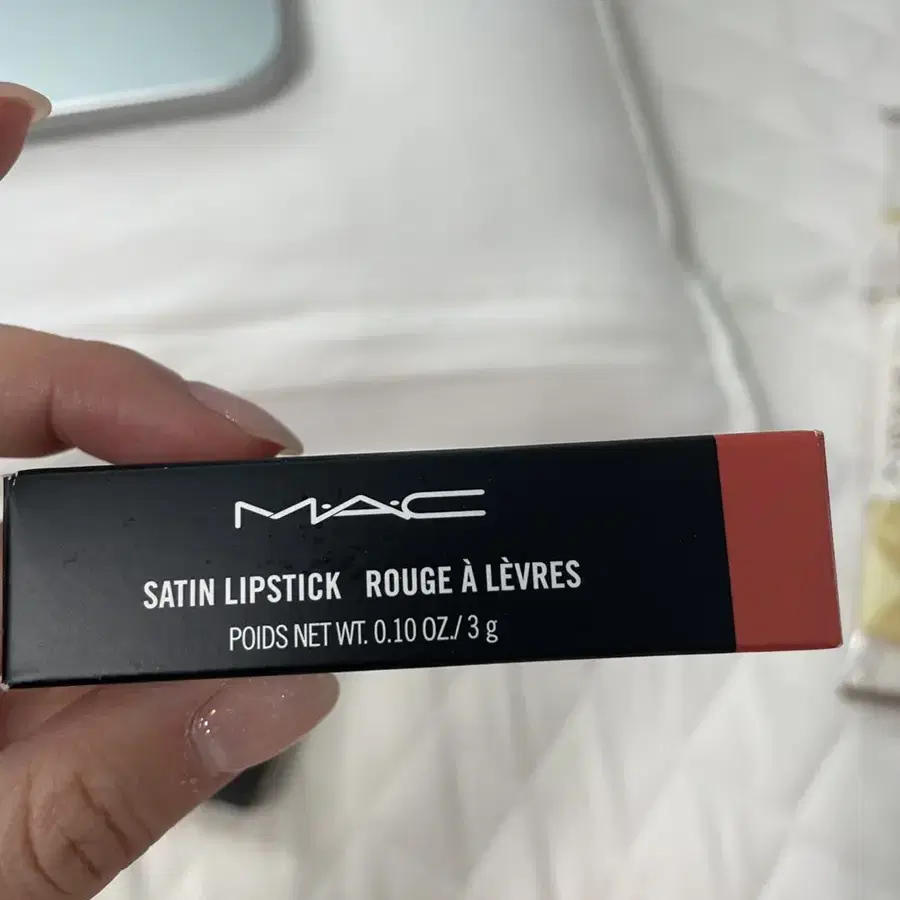 M·A·C
SATIN LIPSTICK ROUGE À LÈVRES
POIDS NET WT. 0.10 OZ./ 3 g